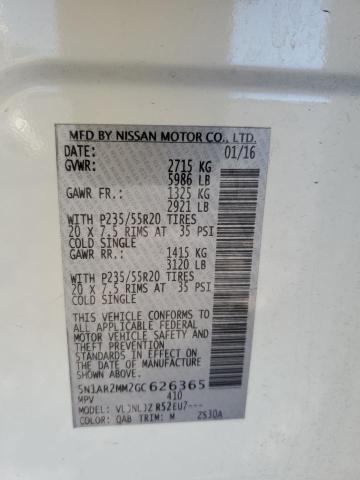 MFD BY NISSAN MOTOR CO., LTD.
DATE: 01/16
GVWR: 2715 KG
5986 LB
GAWR FR: 1325 KG
2921 LB
WITH P235/55R20 TIRES
20 X 7.5 RIMS AT 35 PSI
COLD SINGLE
GAWR RR: 1415 KG
3120 LB
WITH P235/55R20 TIRES
20 X 7.5 RIMS AT 35 PSI
COLD SINGLE
THIS VEHICLE CONFORMS TO
ALL APPLICABLE FEDERAL
MOTOR VEHICLE SAFETY AND
THEFT PREVENTION
STANDARDS IN EFFECT ON
THE DATE OF MANUFACTURE
SHOWN ABOVE.
5N1AR2MM2GC626365
MPV 410
MODEL:
COLOR: QAB TRIM: M 2S30A